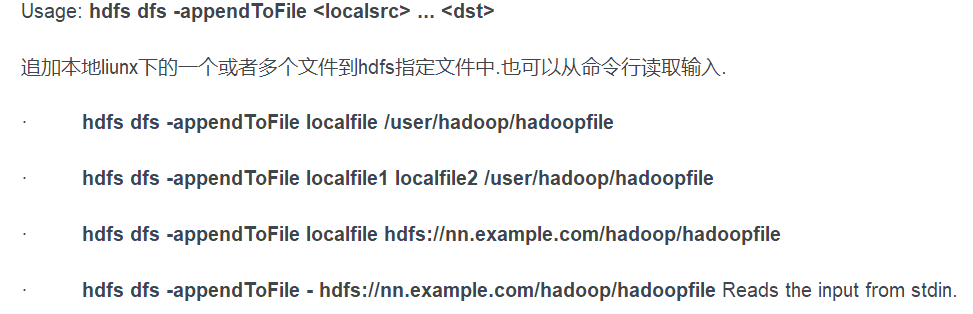 Usage: hdfs dfs -appendToFile <localsrc> ... <dst>
追加本地liunx下的一个或者多个文件到hdfs指定文件中.也可以从命令行读取输入.
· hdfs dfs -appendToFile localfile /user/hadoop/hadoopfile
· hdfs dfs -appendToFile localfile1 localfile2 /user/hadoop/hadoopfile
· hdfs dfs -appendToFile localfile hdfs://nn.example.com/hadoop/hadoopfile
· hdfs dfs -appendToFile - hdfs://nn.example.com/hadoop/hadoopfile Reads the input from stdin.